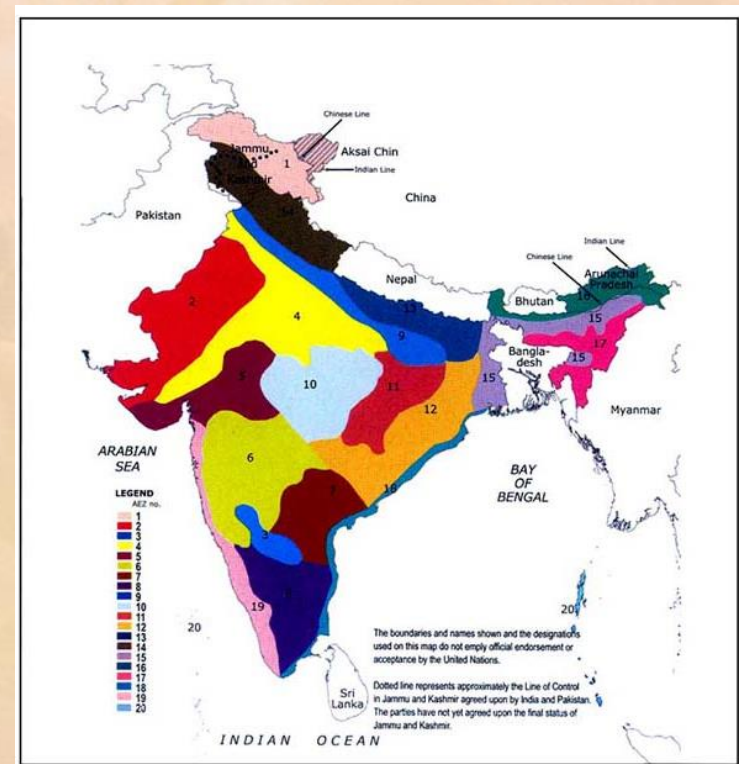 Chinese Line
Jammu
and
Kashmir
1
Aksai Chin
Indian Line
14
Pakistan
China
Indian Line
Chinese Line
Arunachal
Pradesh
Nepal
Bhutan
16
2
4
13
15
9
17
Bangla-
desh
15
15
5
10
11
12
Myanmar
ARABIAN
SEA
6
BAY
OF
BENGAL
7
18
LEGEND
AEZ no.
1
2
3
4
5
6
7
8
9
10
11
12
13
14
15
16
17
18
19
20
3
8
19
20
20
The boundaries and names shown and the designations
used on this map do not emply official endorsement or
acceptance by the United Nations.
Dotted line represents approximately the Line of Control
in Jammu and Kashmir agreed upon by India and Pakistan.
The parties have not yet agreed upon the final status of
Jammu and Kashmir.
Sri
Lanka
INDIAN OCEAN